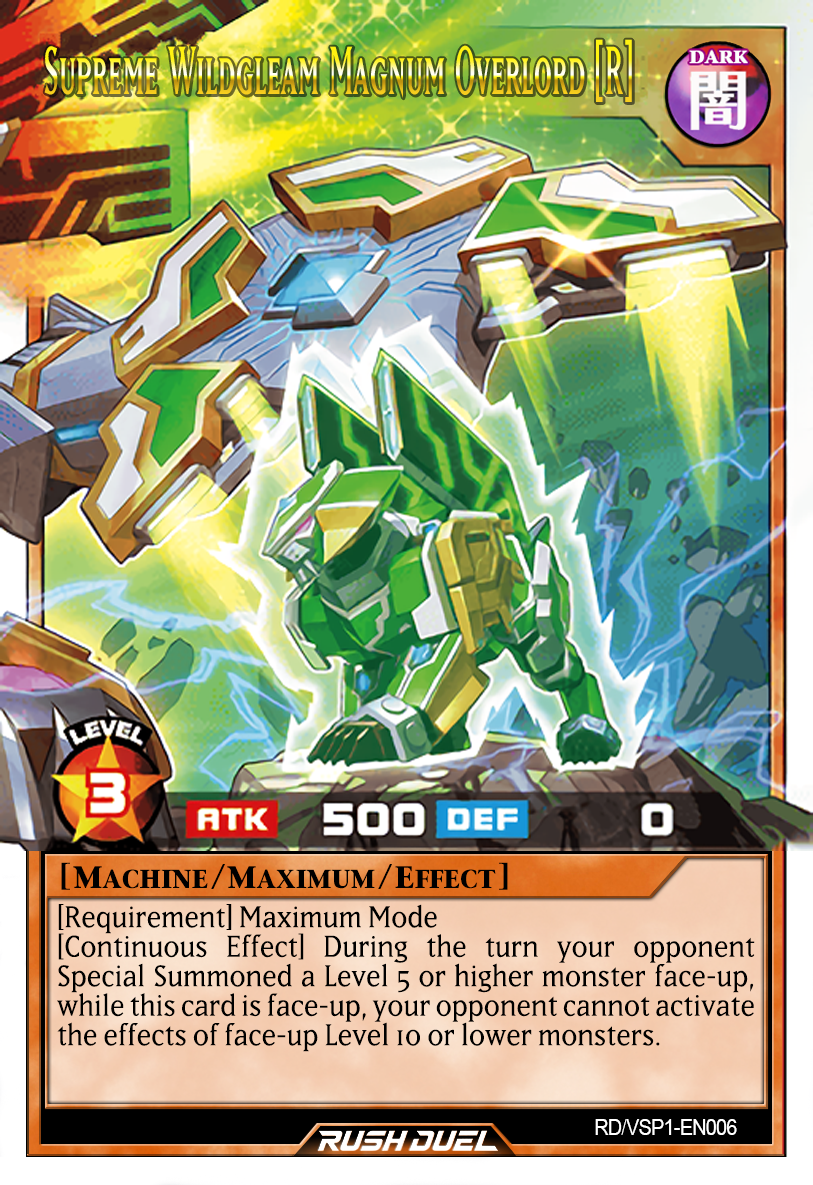 Supreme Wildgleam Magnum Overlord [R]
DARK
闇
LEVEL
3
ATK 500 DEF 0
[Machine/Maximum/Effect]
[Requirement] Maximum Mode
[Continuous Effect] During the turn your opponent
Special Summoned a Level 5 or higher monster face-up,
while this card is face-up, your opponent cannot activate
the effects of face-up Level 10 or lower monsters.
RUSH DUEL
RD/VSP1-EN006